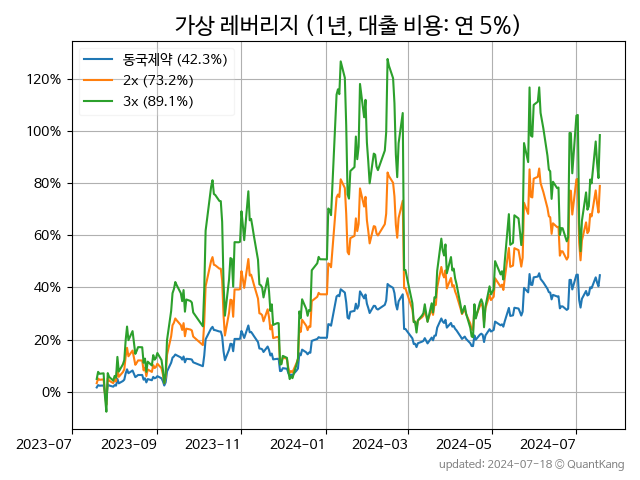 가상 레버리지 (1년, 대출 비용: 연 5%)
동국제약 (42.3%)
2x (73.2%)
3x (89.1%)
120%
100%
80%
60%
40%
20%
0%
2023-07 2023-09 2023-11 2024-01 2024-03 2024-05 2024-07
updated: 2024-07-18 © QuantKang